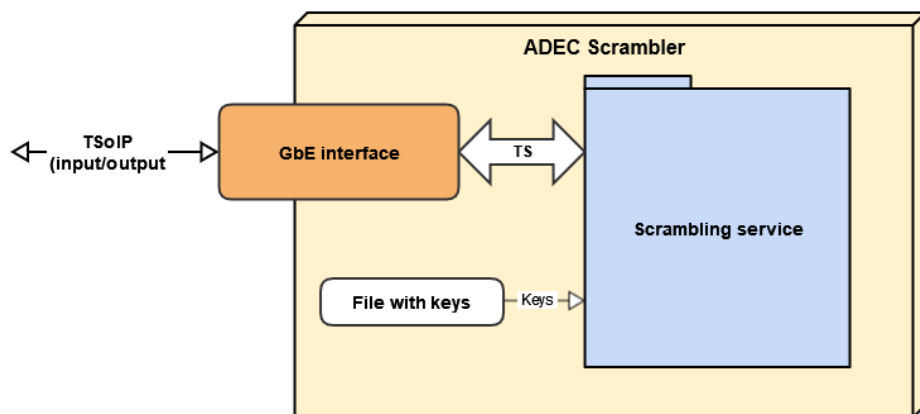 ADEC Scrambler
TSoIP
(input/output
GbE interface
TS
Scrambling service
File with keys
Keys